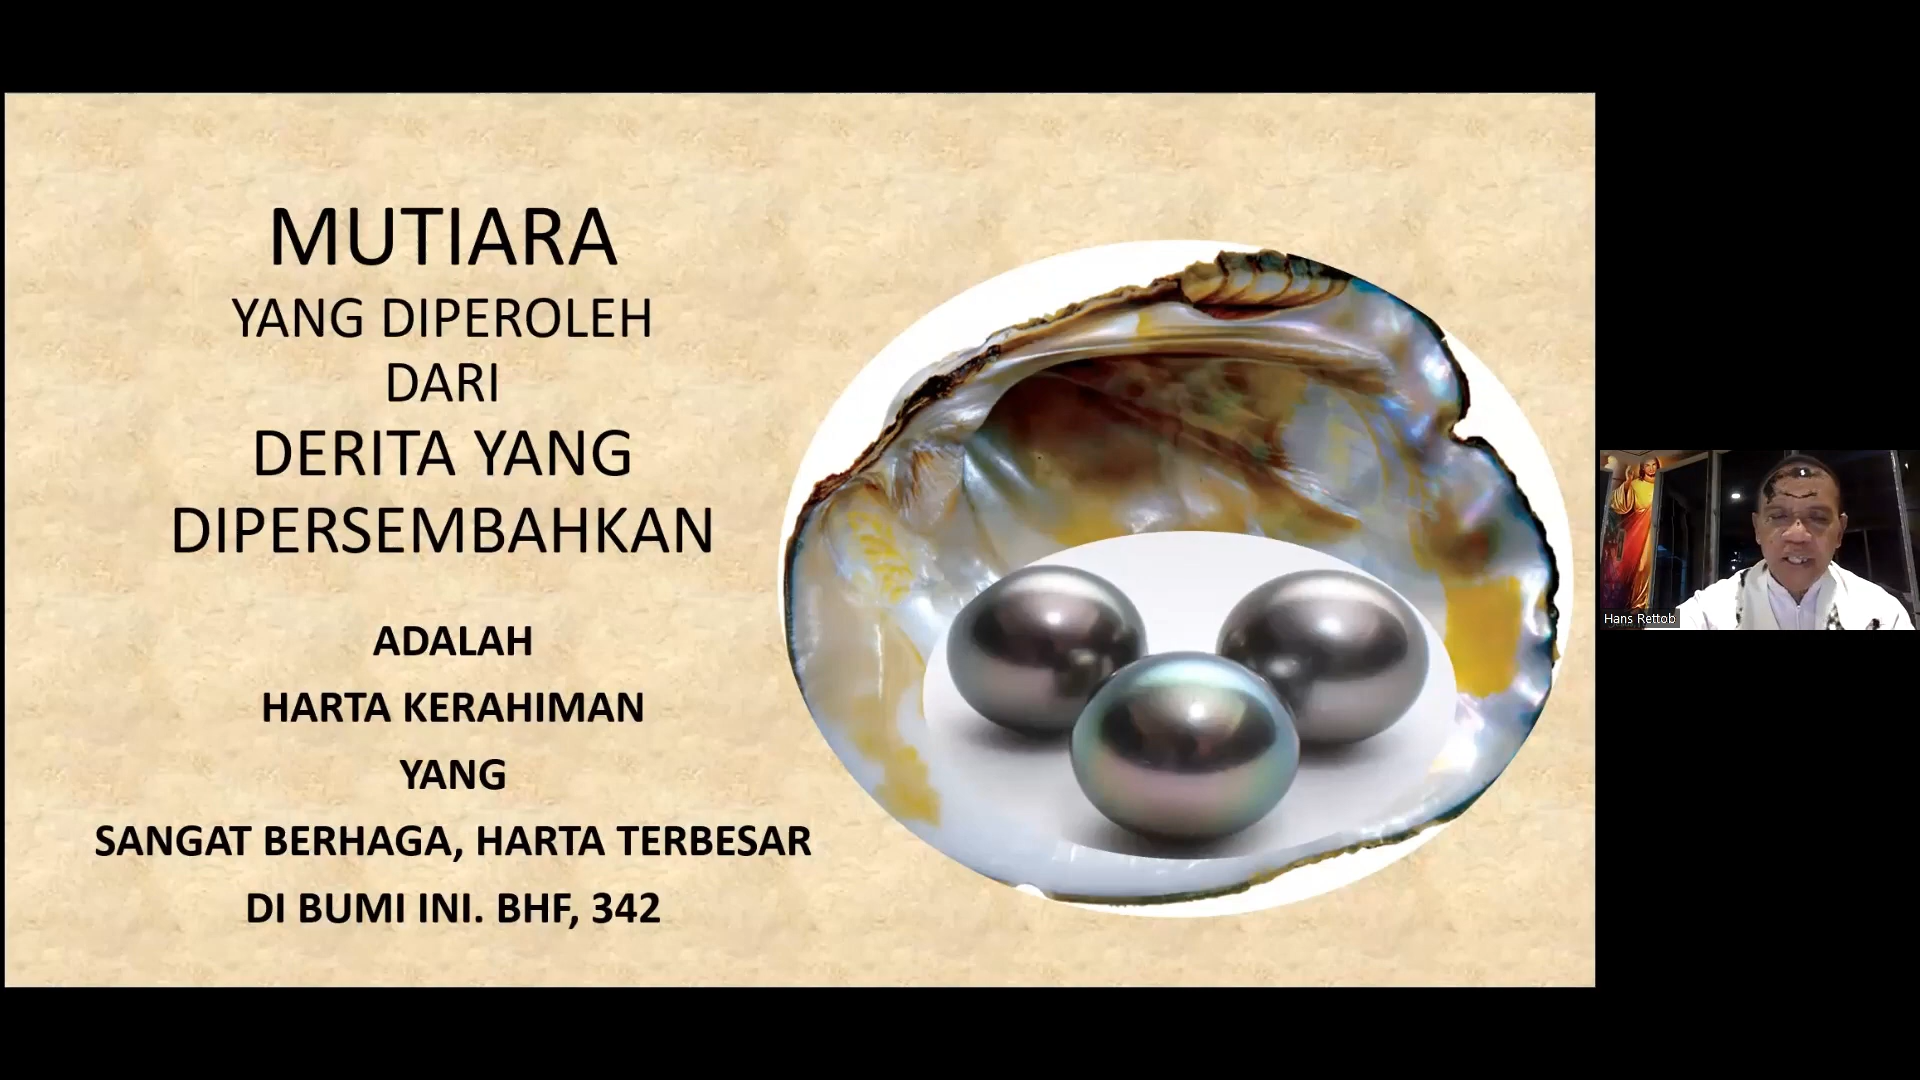 MUTIARA
YANG DIPEROLEH
DARI
DERITA YANG
DIPERSEMBAHKAN
ADALAH
HARTA KERAHIMAN
YANG
SANGAT BERHAGA, HARTA TERBESAR
DI BUMI INI. BHF, 342
Hans Rettob